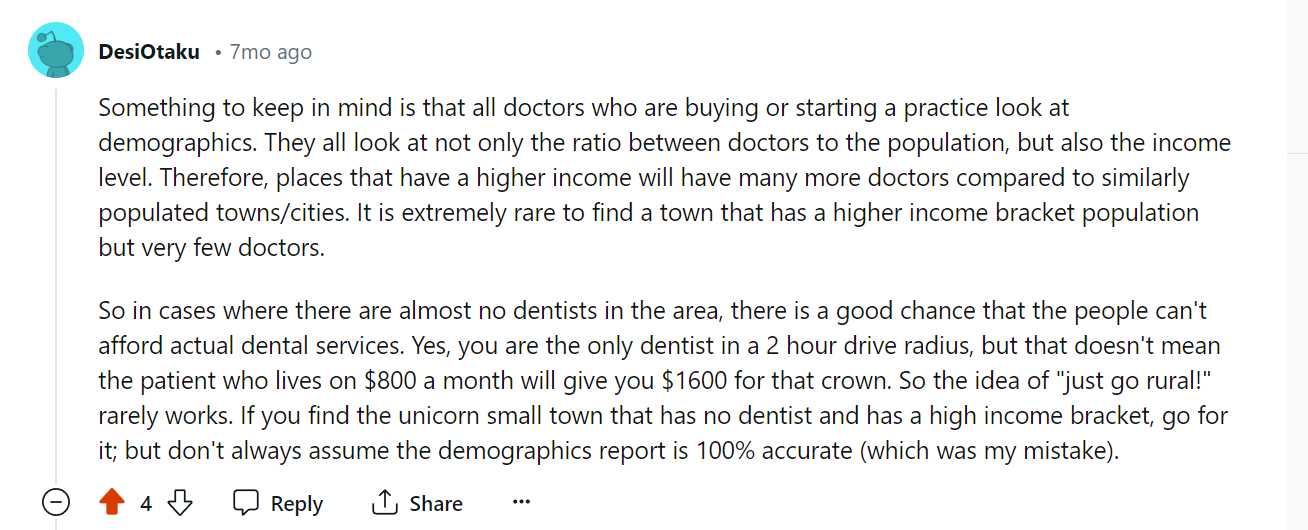 DesiOtaku • 7mo ago
Something to keep in mind is that all doctors who are buying or starting a practice look at
demographics. They all look at not only the ratio between doctors to the population, but also the income
level. Therefore, places that have a higher income will have many more doctors compared to similarly
populated towns/cities. It is extremely rare to find a town that has a higher income bracket population
but very few doctors.
So in cases where there are almost no dentists in the area, there is a good chance that the people can't
afford actual dental services. Yes, you are the only dentist in a 2 hour drive radius, but that doesn't mean
the patient who lives on $800 a month will give you $1600 for that crown. So the idea of "just go rural!"
rarely works. If you find the unicorn small town that has no dentist and has a high income bracket, go for
it; but don't always assume the demographics report is 100% accurate (which was my mistake).
4 Reply Share ...